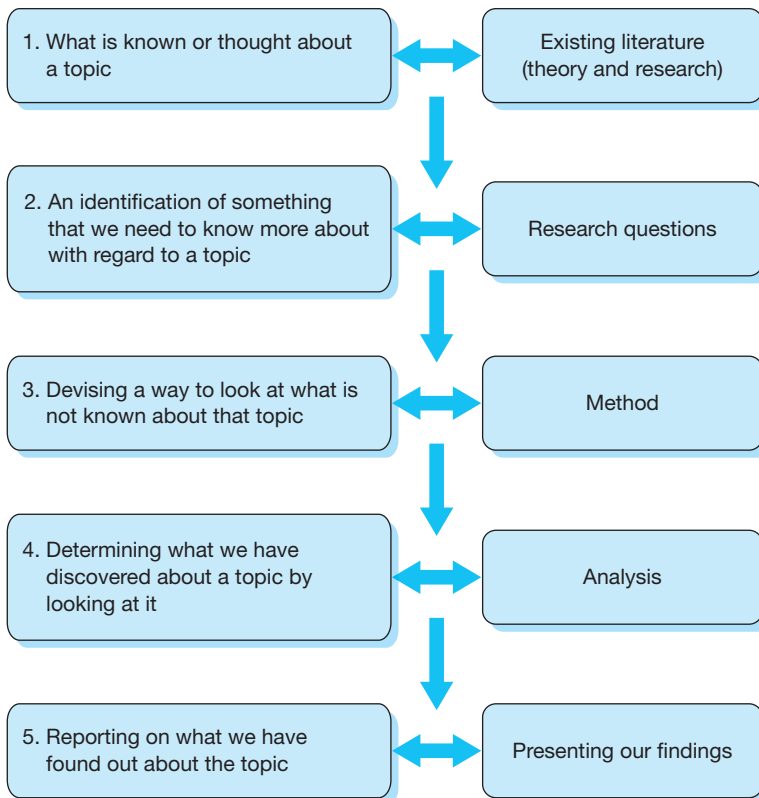 1. What is known or thought about
a topic
Existing literature
(theory and research)
2. An identification of something
that we need to know more about
with regard to a topic
Research questions
3. Devising a way to look at what is
not known about that topic
Method
4. Determining what we have
discovered about a topic by
looking at it
Analysis
5. Reporting on what we have
found out about the topic
Presenting our findings